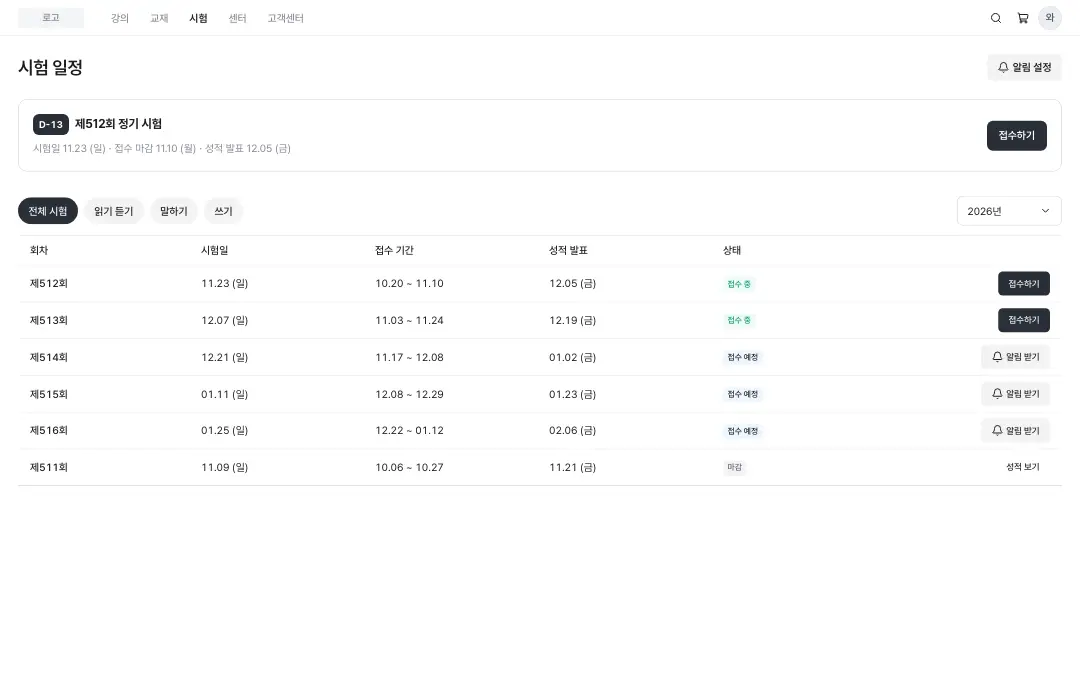 로고 강의 교재 시험 센터 고객센터 와
시험 일정 알림 설정
D-13 제512회 정기 시험
시험일 11.23 (일) · 접수 마감 11.10 (월) · 성적 발표 12.05 (금)
접수하기
전체 시험 읽기 듣기 말하기 쓰기 2026년
회차 시험일 접수 기간 성적 발표 상태
제512회 11.23 (일) 10.20 ~ 11.10 12.05 (금) 접수 중 접수하기
제513회 12.07 (일) 11.03 ~ 11.24 12.19 (금) 접수 중 접수하기
제514회 12.21 (일) 11.17 ~ 12.08 01.02 (금) 접수 예정 알림 받기
제515회 01.11 (일) 12.08 ~ 12.29 01.23 (금) 접수 예정 알림 받기
제516회 01.25 (일) 12.22 ~ 01.12 02.06 (금) 접수 예정 알림 받기
제511회 11.09 (일) 10.06 ~ 10.27 11.21 (금) 마감 성적 보기